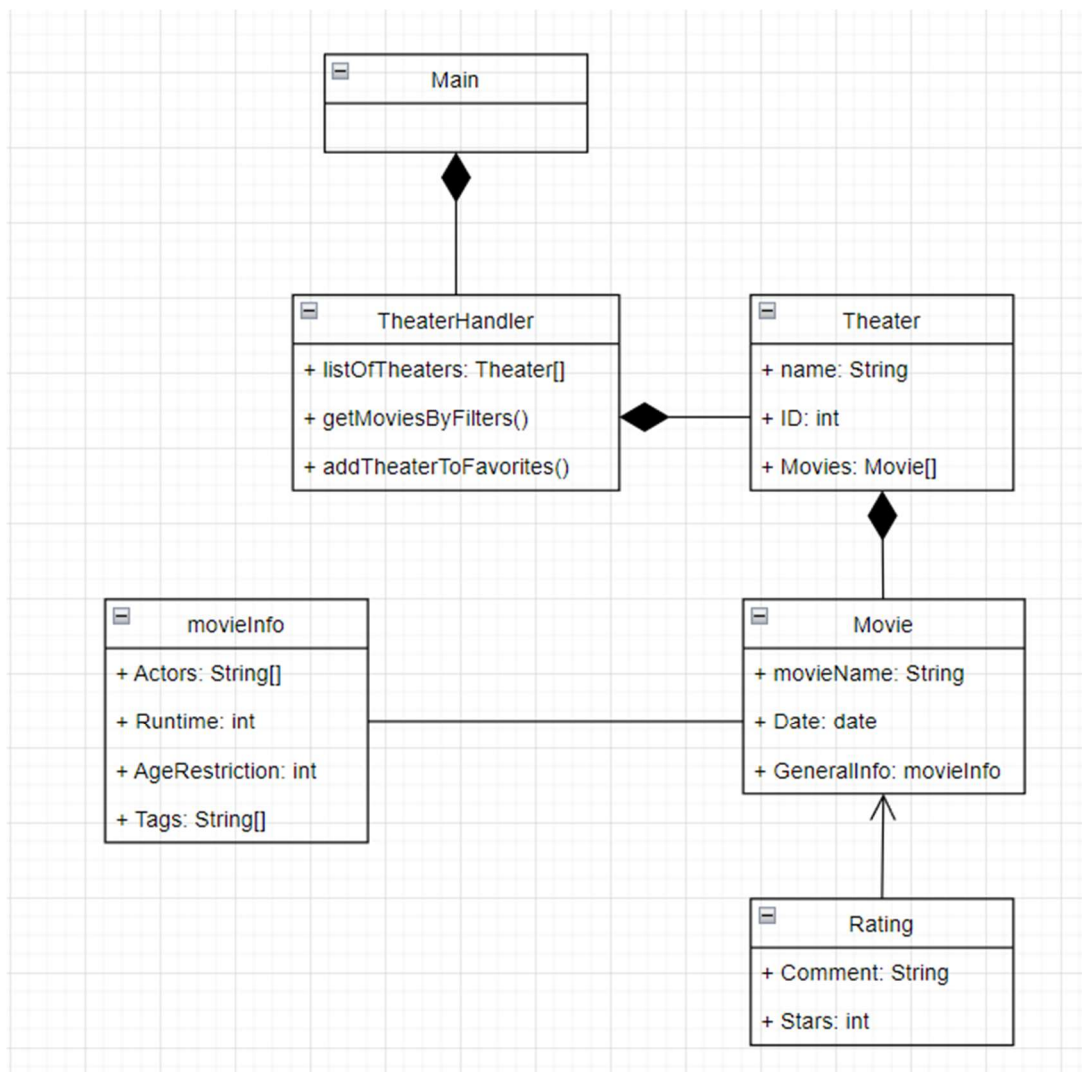 Main
TheaterHandler
+ listOfTheaters: Theater[]
+ getMoviesByFilters()
+ addTheaterToFavorites()
Theater
+ name: String
+ ID: int
+ Movies: Movie[]
movieInfo
+ Actors: String[]
+ Runtime: int
+ AgeRestriction: int
+ Tags: String[]
Movie
+ movieName: String
+ Date: date
+ GeneralInfo: movieInfo
Rating
+ Comment: String
+ Stars: int